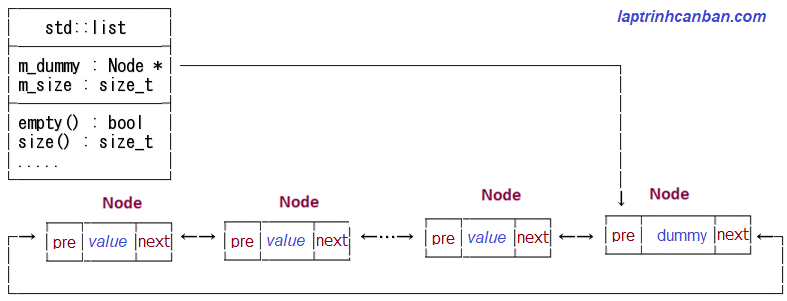 laptrinhcanban.com
std::list
m_dummy : Node *
m_size : size_t
empty() : bool
size() : size_t
.....
Node Node Node Node
pre value next pre value next ... pre value next pre dummy next